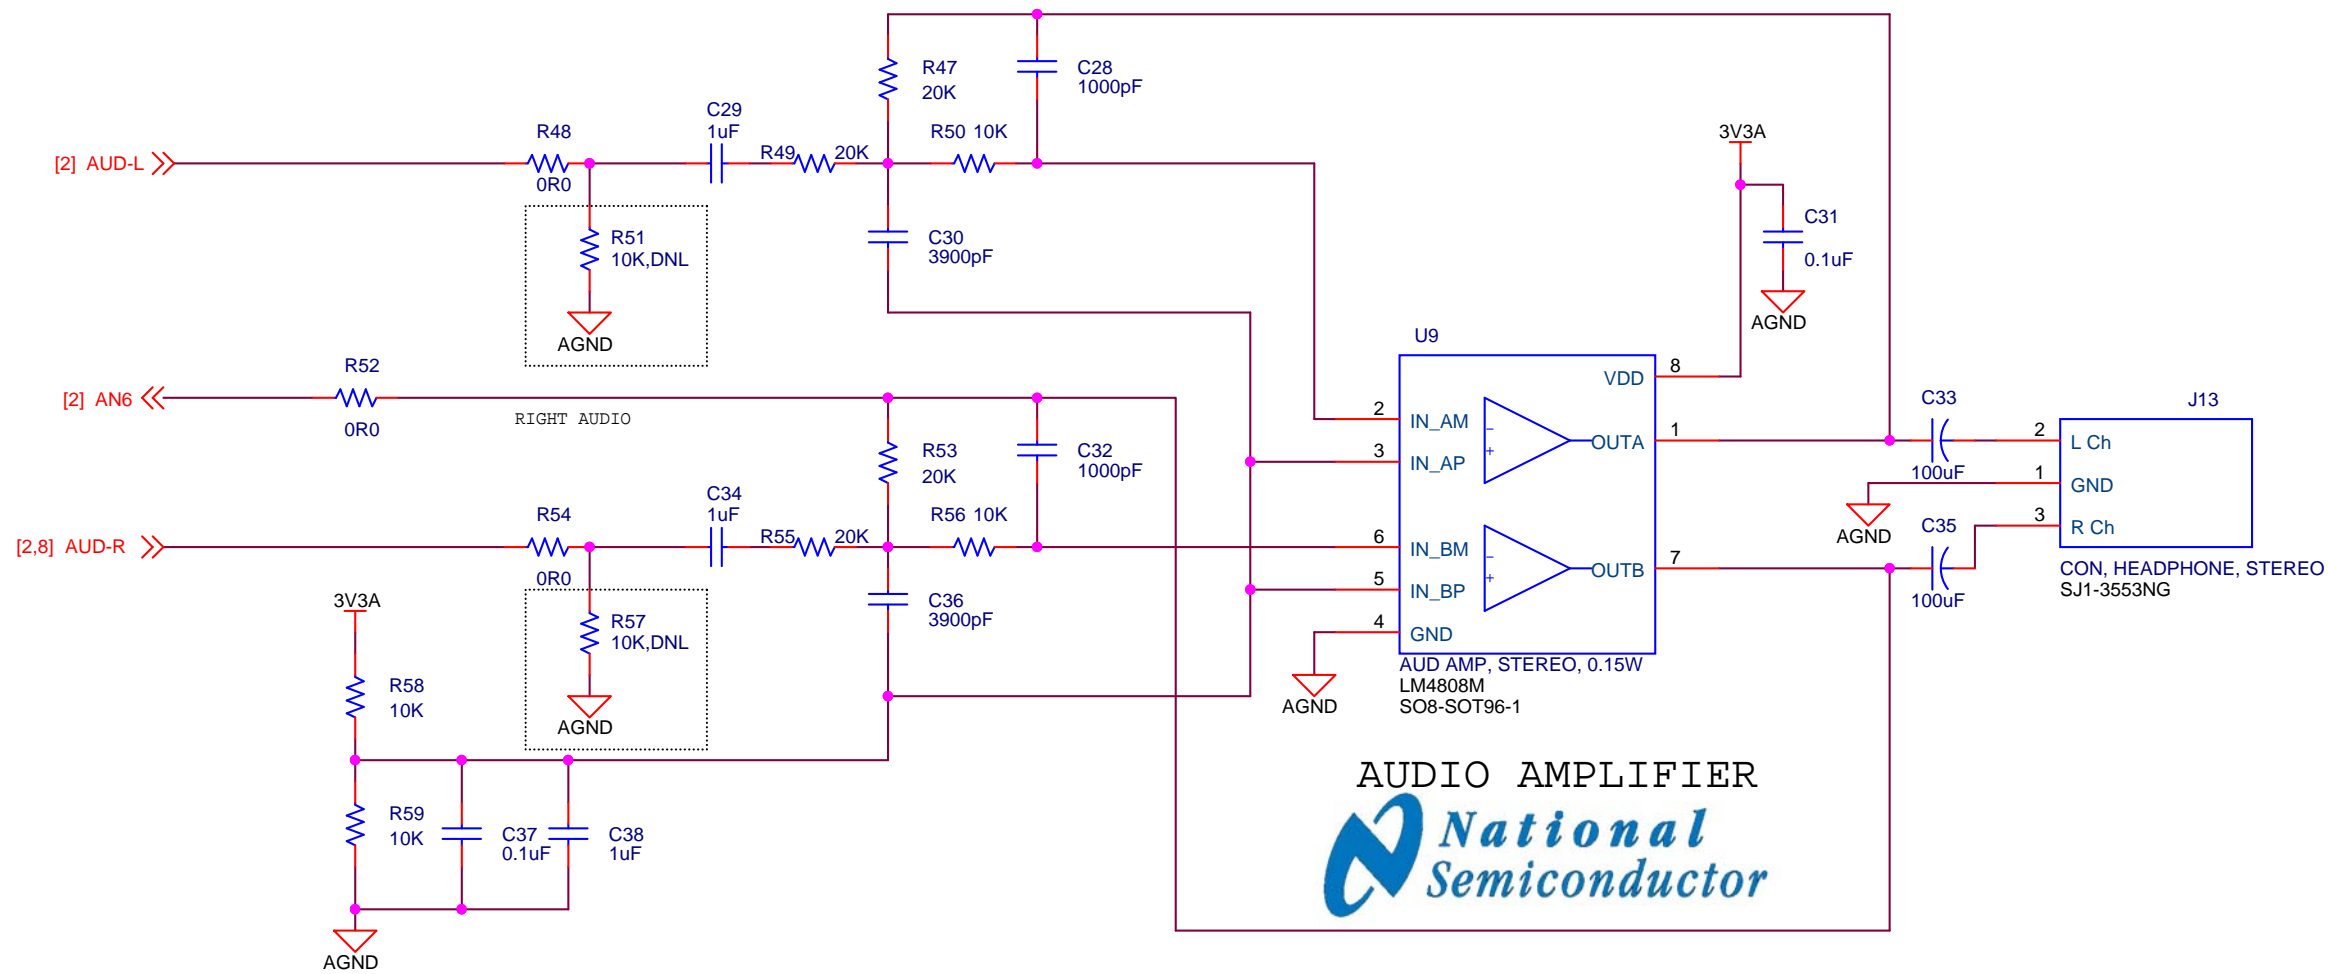 R47
20K
C28
1000pF
C29
1uF
R48
0R0
R49
20K
R50 10K
3V3A
[2] AUD-L
R51
10K,DNL
AGND
C30
3900pF
C31
0.1uF
AGND
U9
R52
0R0
[2] AN6
RIGHT AUDIO
R53
20K
C32
1000pF
8
VDD
2
IN_AM
3
IN_AP
1
OUTA
−
+
C33
100uF
J13
2
L Ch
1
GND
3
R Ch
AGND
C35
100uF
CON, HEADPHONE, STEREO
SJ1-3553NG
C34
1uF
R54
0R0
R55
20K
R56 10K
[2,8] AUD-R
6
IN_BM
5
IN_BP
4
GND
7
OUTB
−
+
3V3A
R57
10K,DNL
AGND
C36
3900pF
AUD AMP, STEREO, 0.15W
LM4808M
SO8-SOT96-1
AGND
R58
10K
R59
10K
C37
0.1uF
C38
1uF
AGND
AUDIO AMPLIFIER
National
Semiconductor